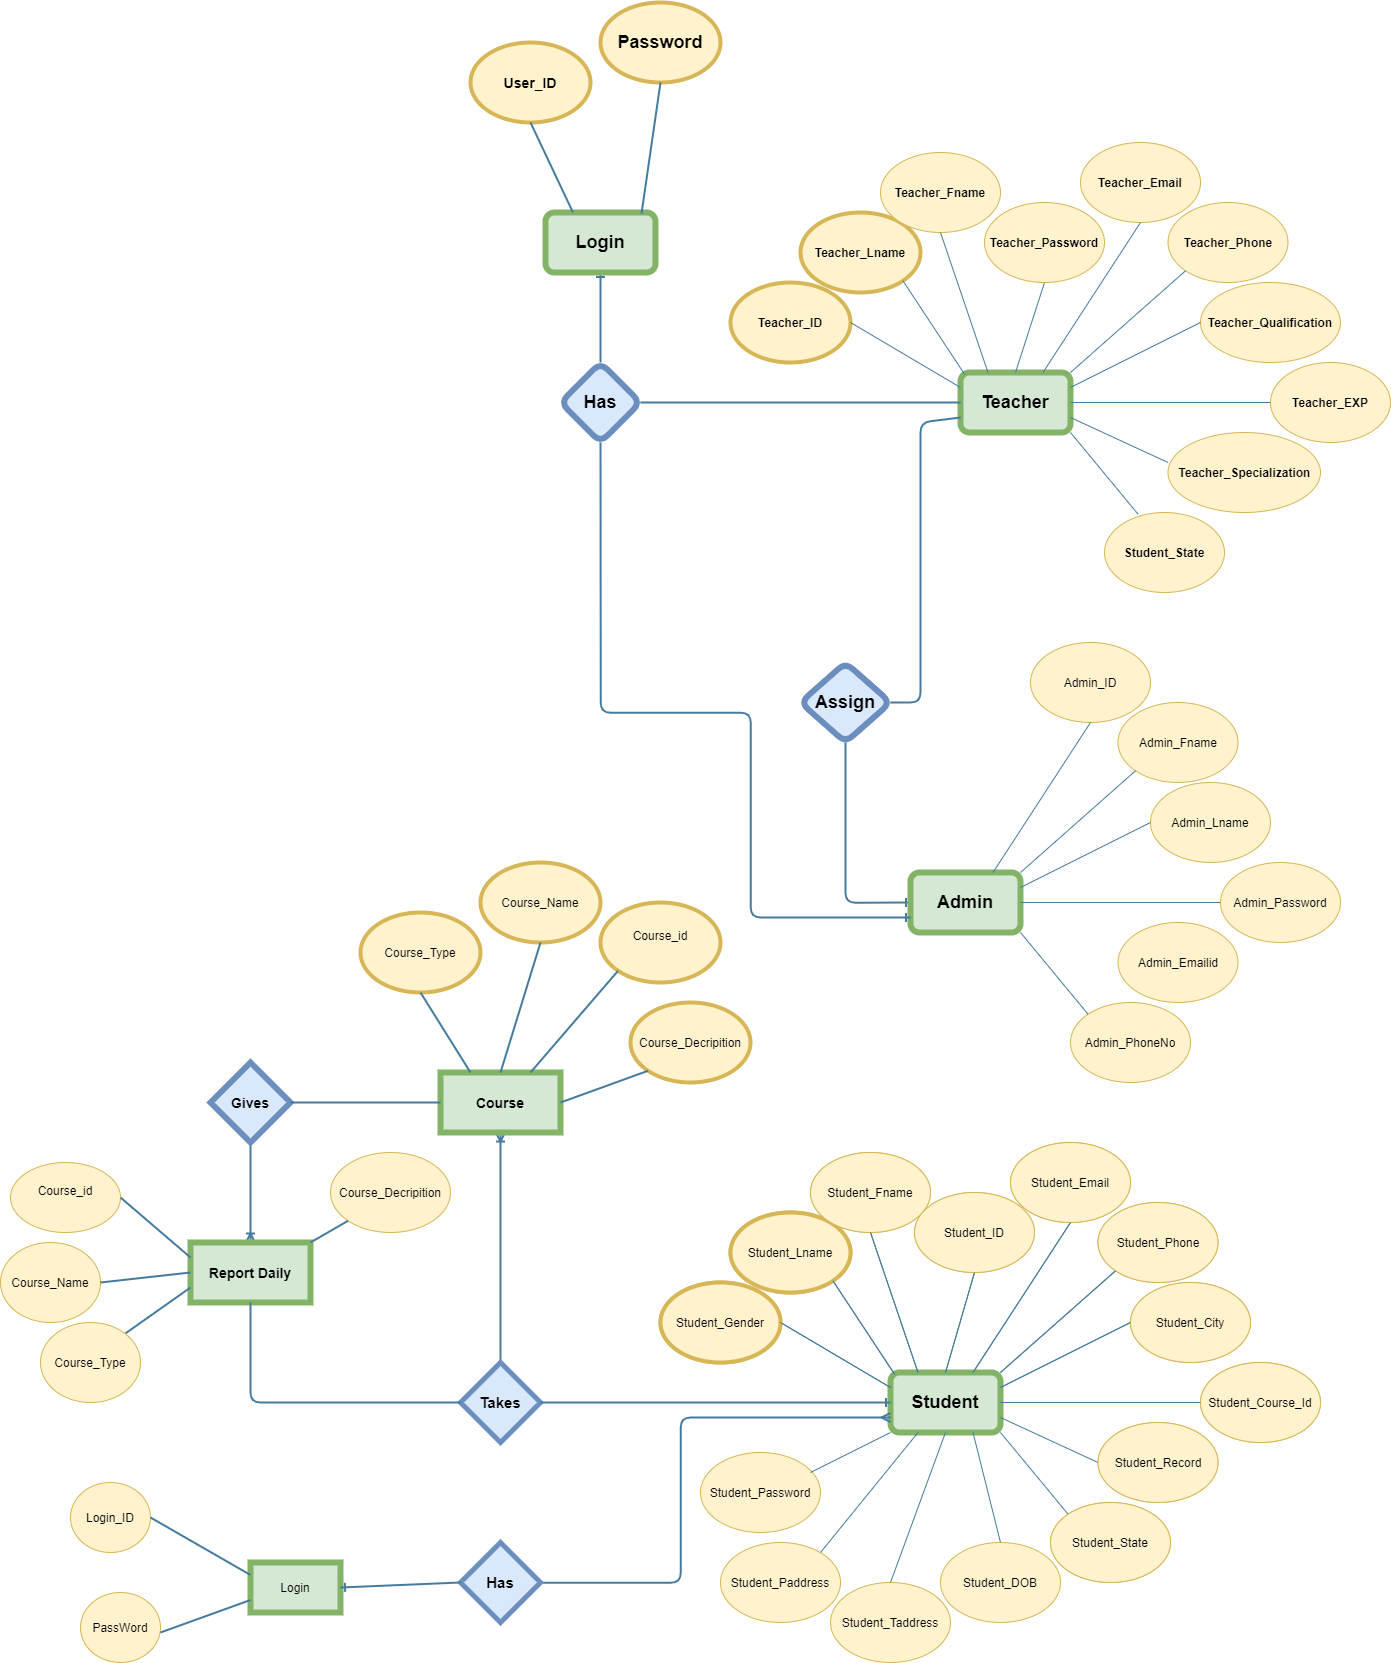 Password
User_ID
Login
Teacher_Email
Teacher_Fname
Teacher_Password
Teacher_Phone
Teacher_Lname
Teacher_ID
Teacher_Qualification
Has
Teacher
Teacher_EXP
Teacher_Specialization
Student_State
Assign
Admin_ID
Admin_Fname
Admin_Lname
Admin
Admin_Password
Admin_Emailid
Admin_PhoneNo
Course_Name
Course_id
Course_Type
Course_Decripition
Gives
Course
Course_id
Course_Decripition
Report Daily
Course_Name
Course_Type
Student_Email
Student_Fname
Student_ID
Student_Phone
Student_Lname
Student_Gender
Student_City
Takes
Student
Student_Course_Id
Student_Record
Student_Password
Student_State
Student_Paddress
Student_DOB
Student_Taddress
Login_ID
Login
Has
PassWord